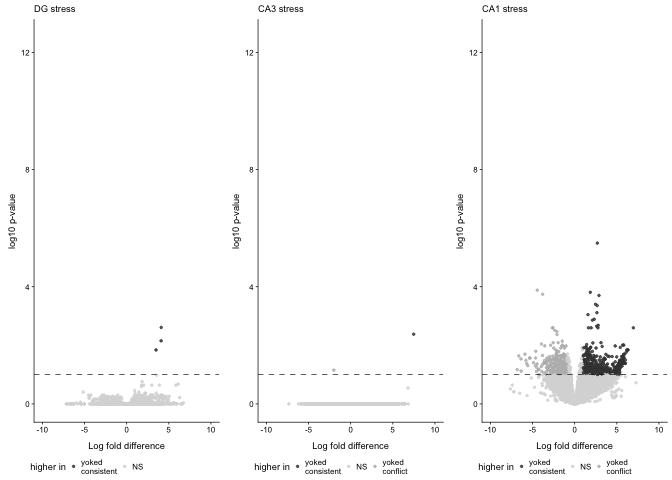 DG stress
12
8
4
0
log10 p-value
-10 -5 0 5 10
Log fold difference
higher in yoked consistent NS
CA3 stress
12
8
4
0
log10 p-value
-10 -5 0 5 10
Log fold difference
higher in yoked consistent NS yoked conflict
CA1 stress
12
8
4
0
log10 p-value
-10 -5 0 5 10
Log fold difference
higher in yoked consistent NS yoked conflict